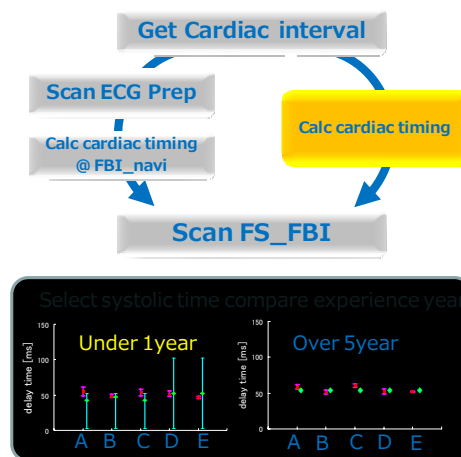 Get Cardiac interval
Scan ECG Prep
Calc cardiac timing
Calc cardiac timing
@ FBI_navi
Scan FS_FBI
Select systolic time compare experience year
Under 1year
Over 5year
delay time [ms]
150
100
50
0
A B C D E
delay time [ms]
150
100
50
0
A B C D E